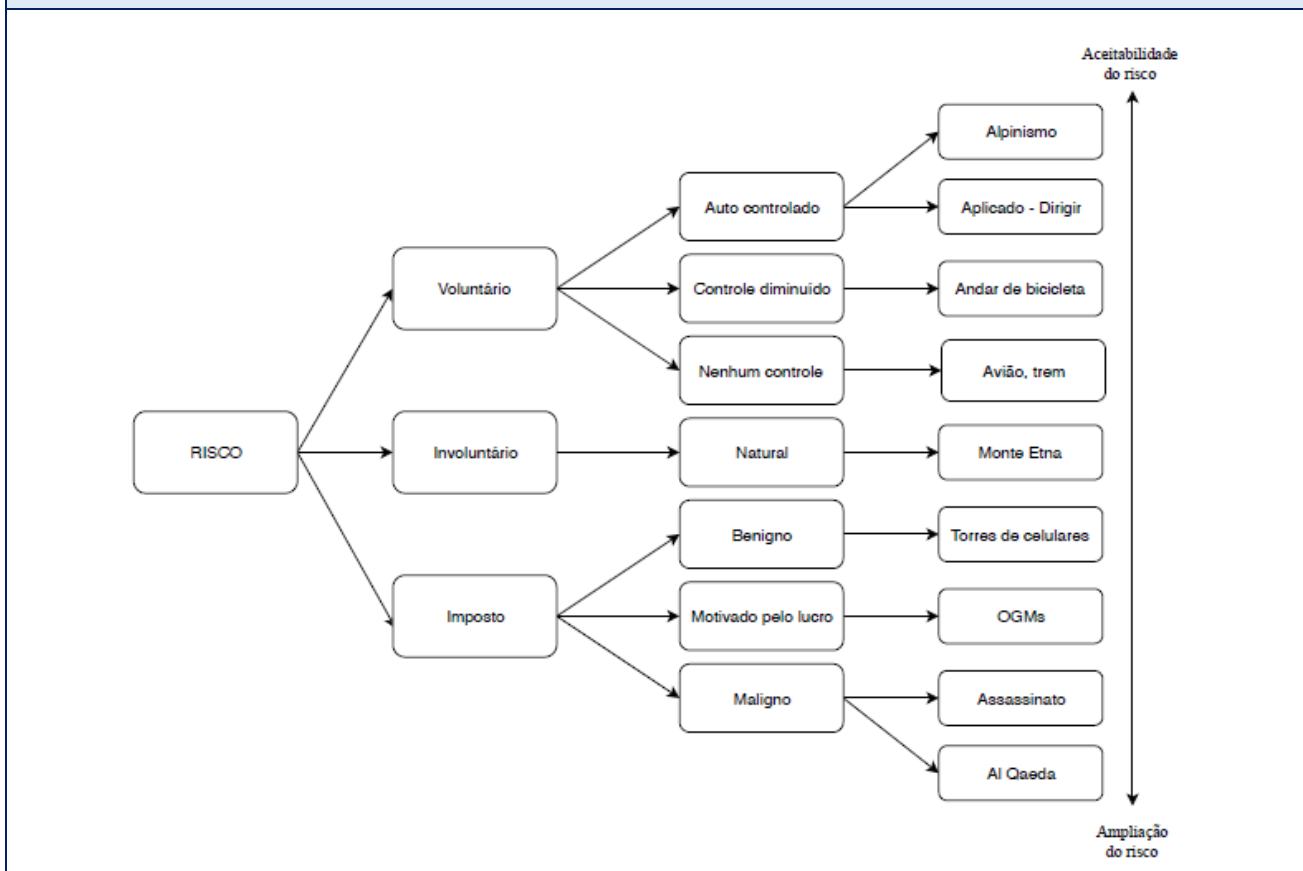 Aceitabilidade
do risco
Alpinismo
Auto controlado
Aplicado - Dirigir
Voluntário
Controle diminuido
Andar de bicicleta
Nenhum controle
Avião, trem
RISCO
Involuntário
Natural
Monte Etna
Benigno
Torres de celulares
Imposto
Motivado pelo lucro
OGMs
Maligno
Assassinato
Al Qaeda
Ampliação
do risco